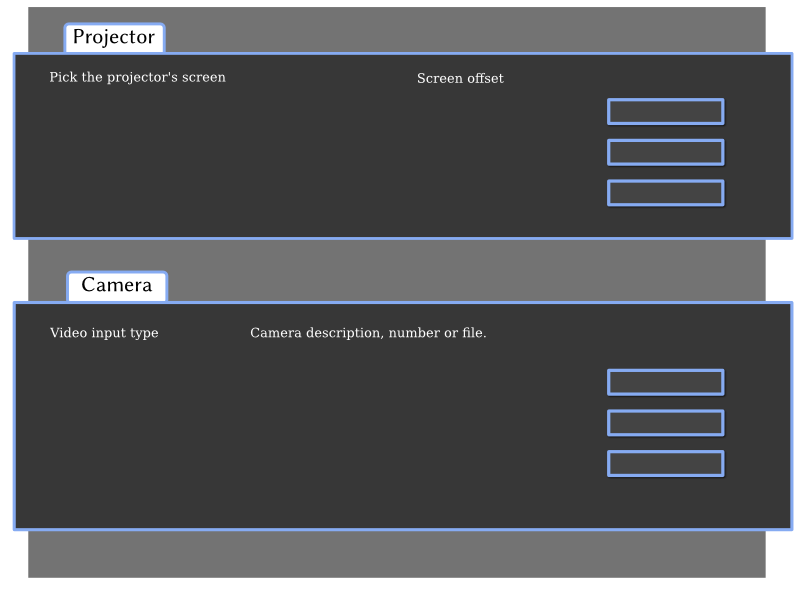 Projector
Pick the projector's screen
Screen offset
Camera
Video input type
Camera description, number or file.